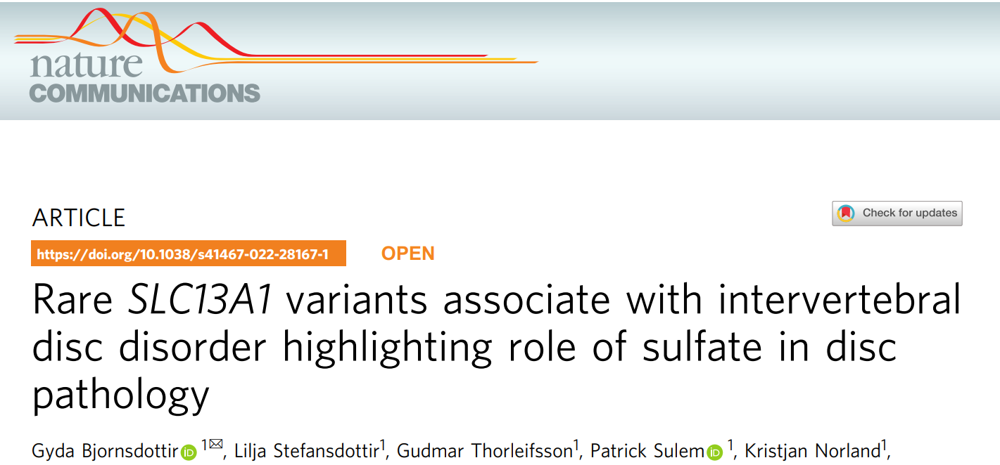 nature
COMMUNICATIONS
ARTICLE
Check for updates
https://doi.org/10.1038/s41467-022-28167-1
OPEN
Rare SLC13A1 variants associate with intervertebral
disc disorder highlighting role of sulfate in disc
pathology
Gyda Bjornsdottir iD 1✉, Lilja Stefansdottir1, Gudmar Thorleifsson1, Patrick Sulem iD 1, Kristjan Norland1,